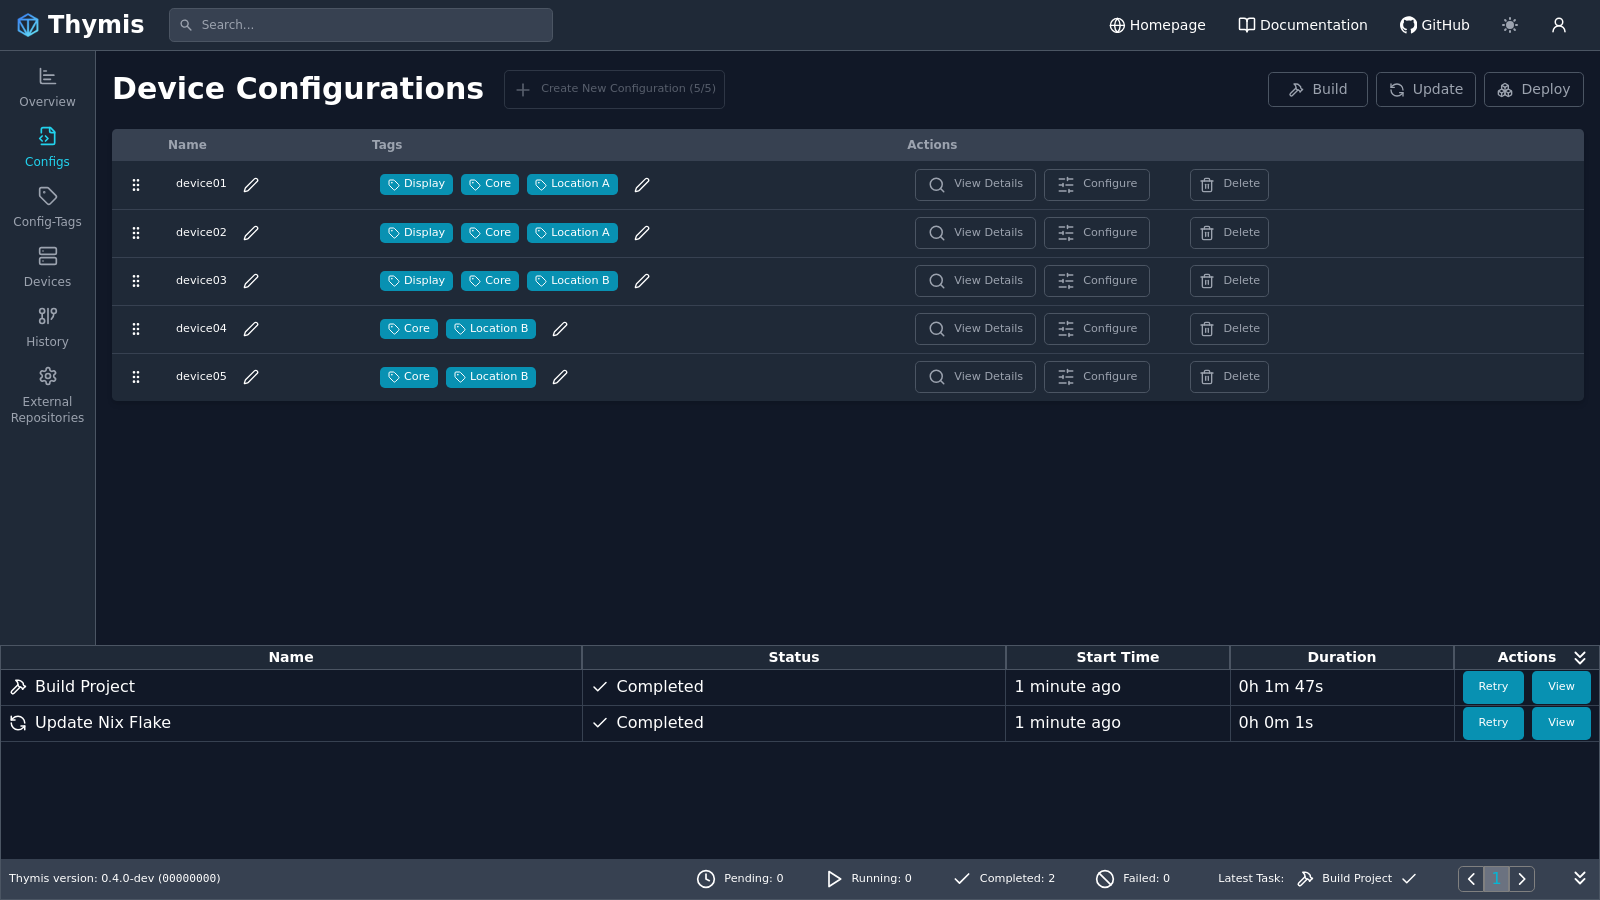 Thymis
Search...
Homepage
Documentation
GitHub
Overview
Configs
Config-Tags
Devices
History
External
Repositories
Device Configurations
Create New Configuration (5/5)
Build
Update
Deploy
Name Tags Actions
device01 Display Core Location A View Details Configure Delete
device02 Display Core Location A View Details Configure Delete
device03 Display Core Location B View Details Configure Delete
device04 Core Location B View Details Configure Delete
device05 Core Location B View Details Configure Delete
Name Status Start Time Duration Actions
Build Project Completed 1 minute ago 0h 1m 47s Retry View
Update Nix Flake Completed 1 minute ago 0h 0m 1s Retry View
Thymis version: 0.4.0-dev (00000000) Pending: 0 Running: 0 Completed: 2 Failed: 0 Latest Task: Build Project 1